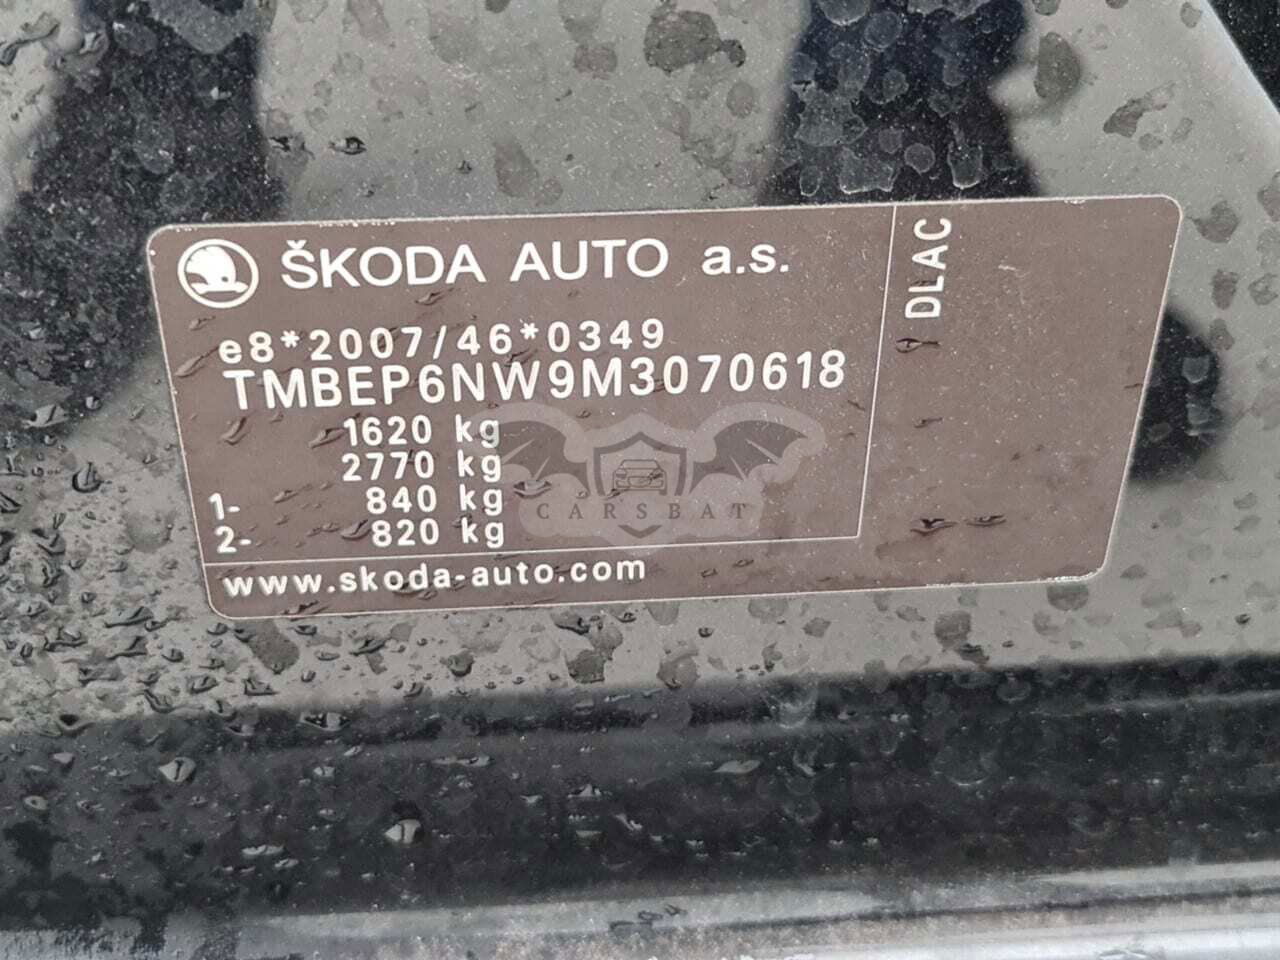 ŠKODA AUTO a.s.
e8*2007/46*0349
TMBEP6NW9M3070618
1620 kg
2770 kg
1- 840 kg
2- 820 kg
www.skoda-auto.com
DLAC
CARSBAT